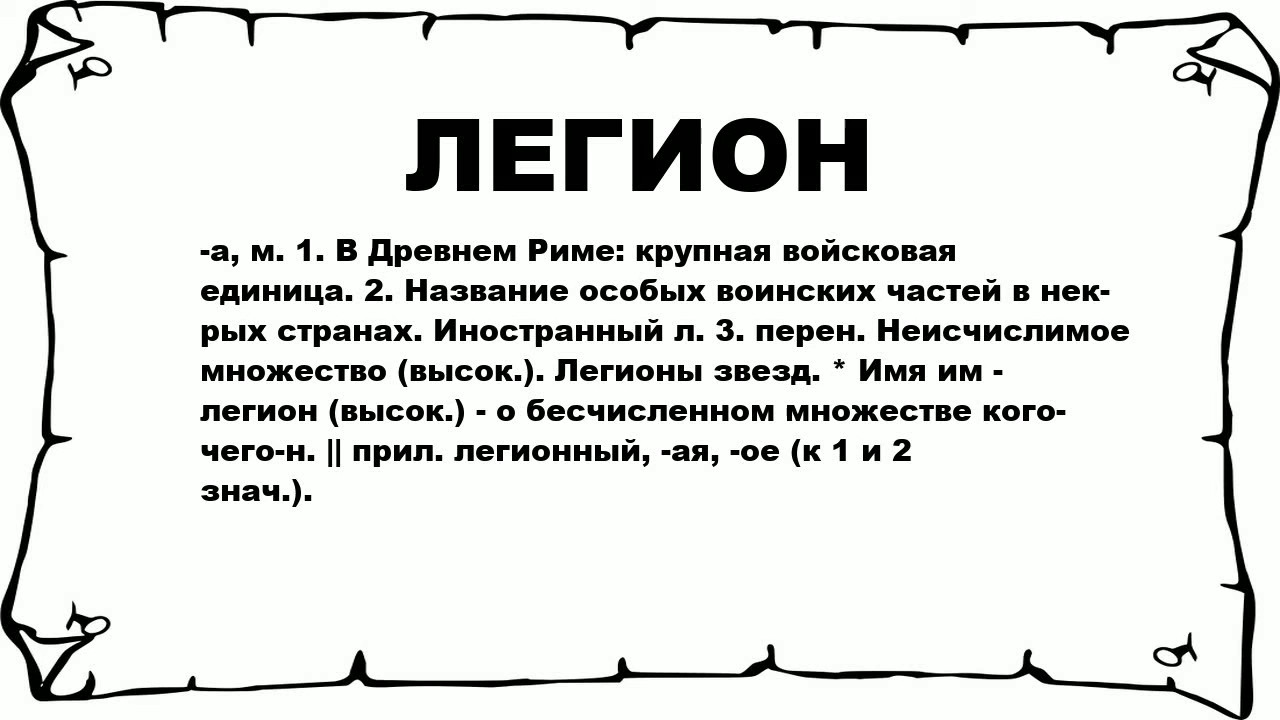 ЛЕГИОН
-а, м. 1. В Древнем Риме: крупная войсковая
единица. 2. Название особых воинских частей в нек-
рых странах. Иностранный л. 3. перен. Неисчислимое
множество (высок.). Легионы звезд. * Имя им -
легион (высок.) - о бесчисленном множестве кого-
чего-н. || прил. легионный, -ая, -ое (к 1 и 2
знач.).